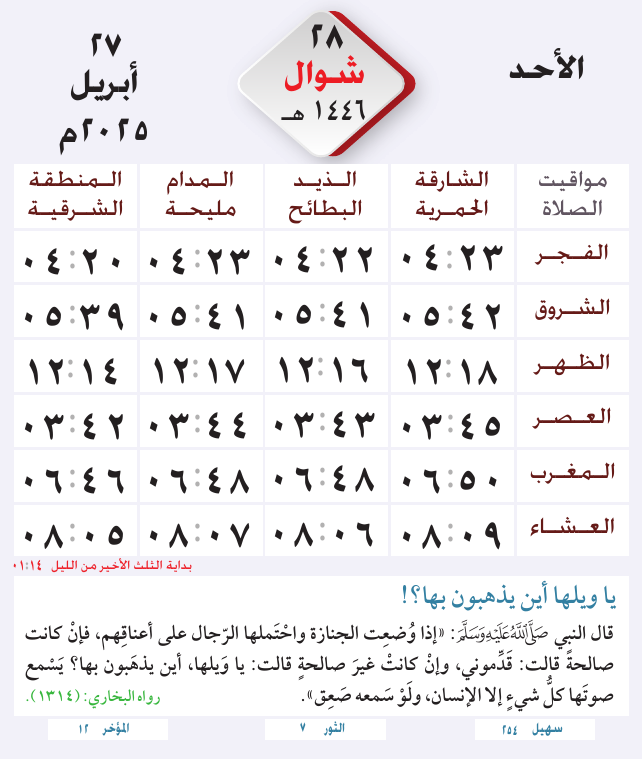 الأحد
٢٨
شوال
١٤٤٦ هـ
٢٧
أبريل
٢٠٢٥م
مواقيت الصلاة
الشارقة الحمرية
الذيد البطائح
المدام مليحة
المنطقة الشرقية
الفجر ٠٤:٢٣ ٠٤:٢٢ ٠٤:٢٣ ٠٤:٢٠
الشروق ٠٥:٤٢ ٠٥:٤١ ٠٥:٤١ ٠٥:٣٩
الظهر ١٢:١٨ ١٢:١٦ ١٢:١٧ ١٢:١٤
العصر ٠٣:٤٥ ٠٣:٤٣ ٠٣:٤٤ ٠٣:٤٢
المغرب ٠٦:٥٠ ٠٦:٤٨ ٠٦:٤٨ ٠٦:٤٦
العشاء ٠٨:٠٩ ٠٨:٠٦ ٠٨:٠٧ ٠٨:٠٥
بداية الثلث الأخير من الليل ٠١:١٤
يا ويلها أين يذهبون بها؟!
قال النبي ﷺ: «إذا وُضعت الجنازة واحْتملها الرّجال على أعناقِهم، فإنْ كانت
صالحةً قالت: قَدِّموني، وإنْ كانتْ غيرَ صالحةٍ قالت: يا وَيلها، أين يذهَبون بها؟ يَسْمع
صوتَها كلُّ شيءٍ إلا الإنسان، ولَوْ سَمعه صَعِق».
رواه البخاري: (١٣١٤).
سهيل ٢٥٤
الثور ٧
المؤخر ١٢